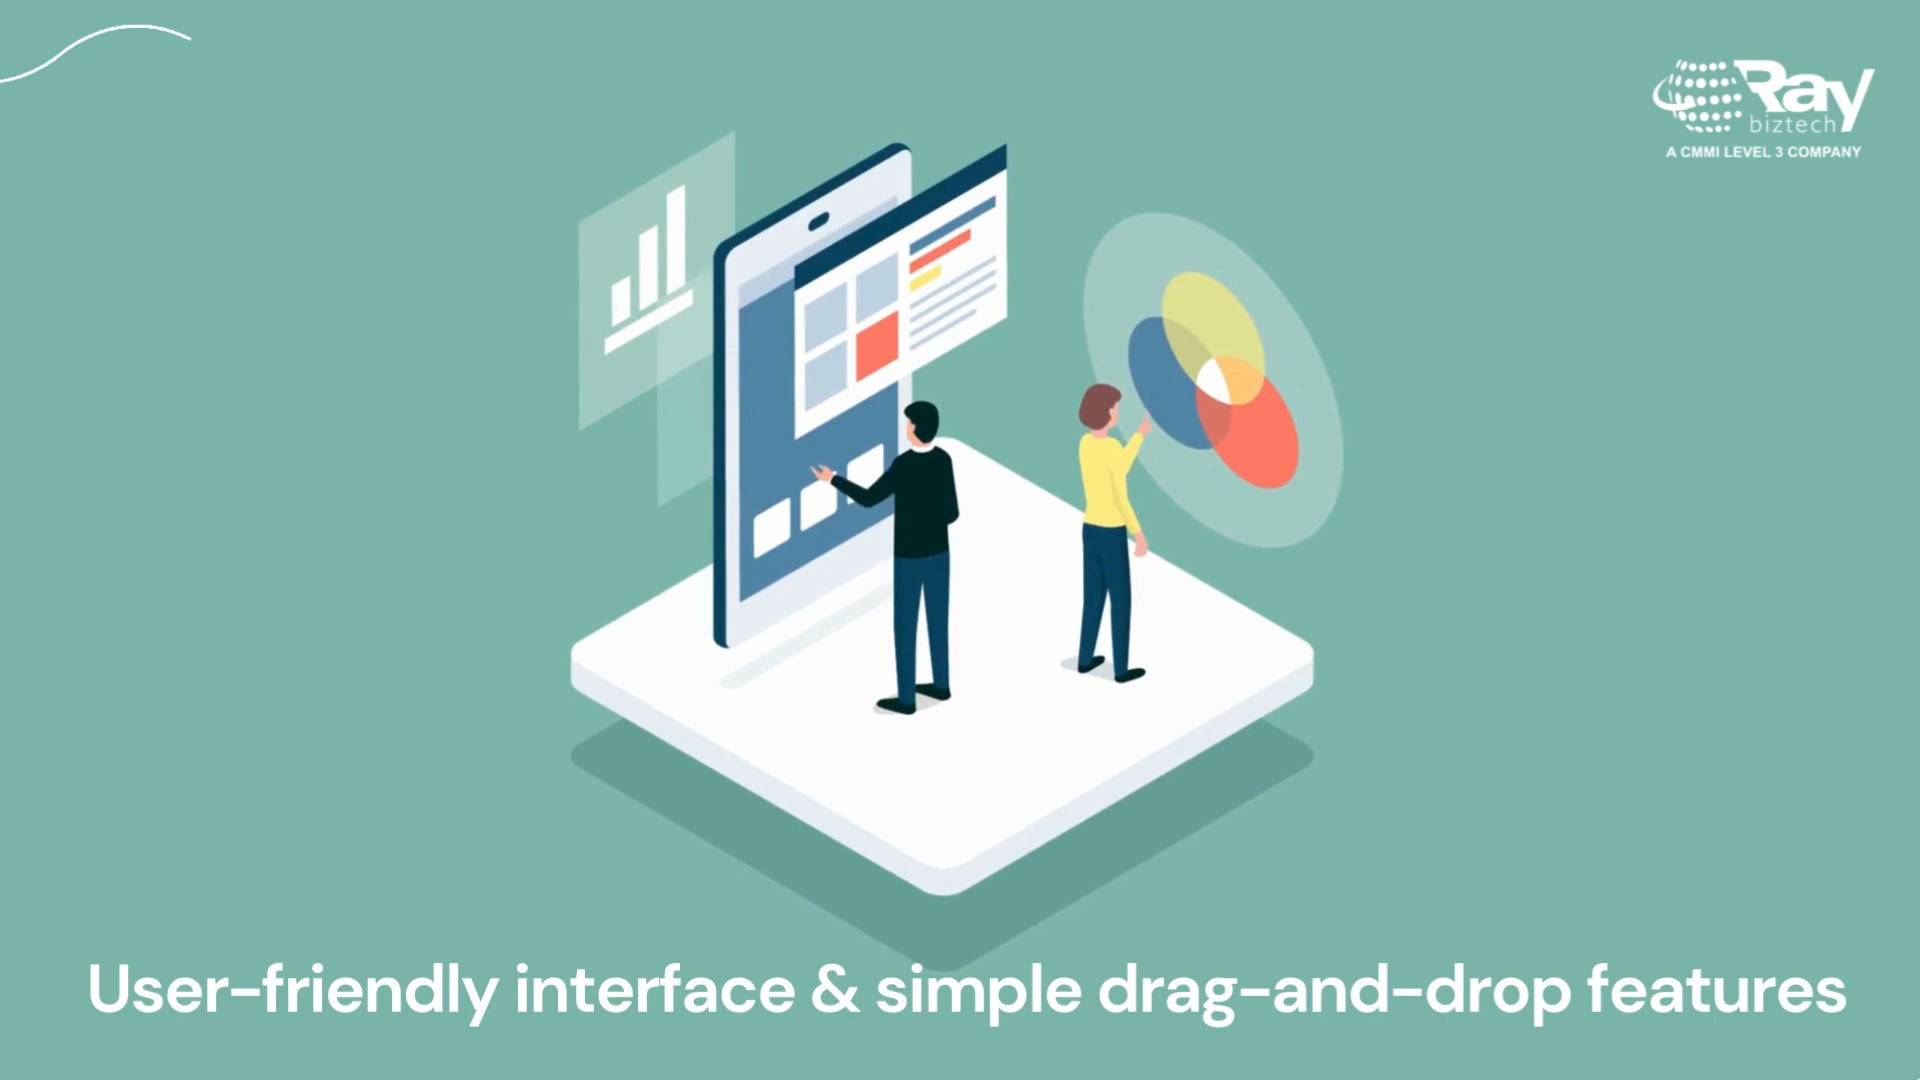 Ray
biztech
A CMMI LEVEL 3 COMPANY
User-friendly interface & simple drag-and-drop features